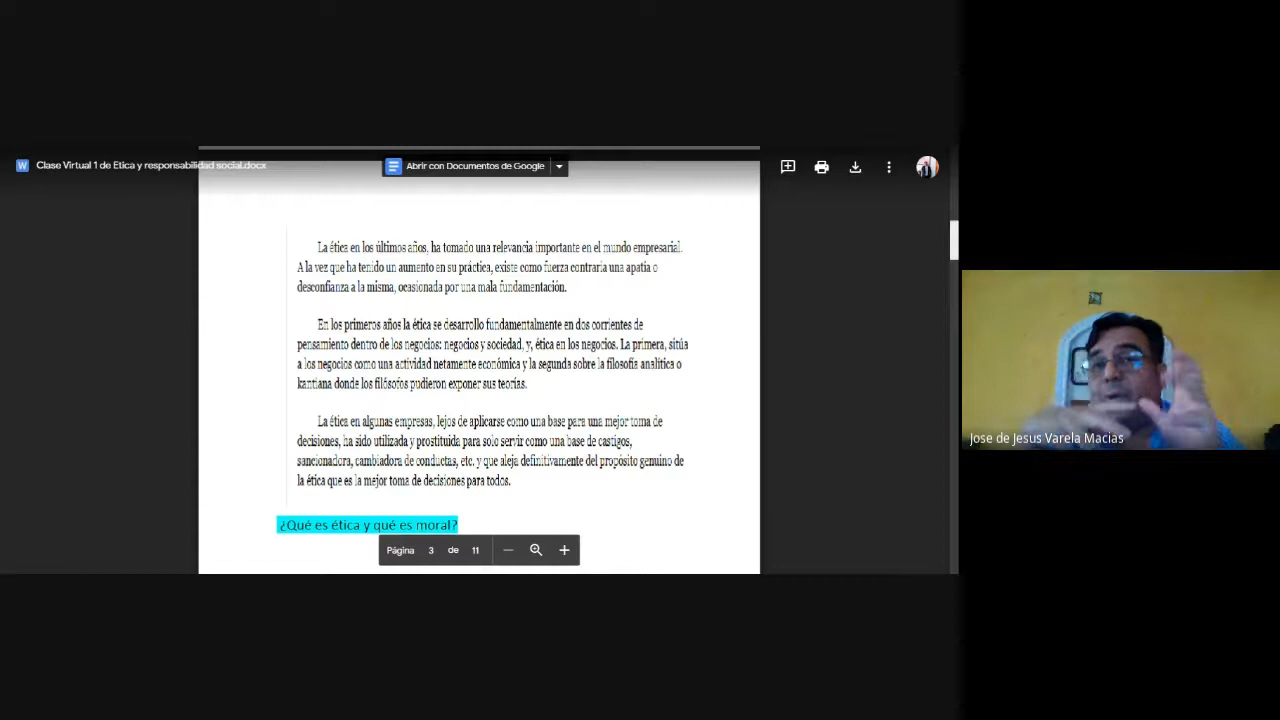 Clase Virtual 1 de Etica y responsabilidad social.docx
Abrir con Documentos de Google
La ética en los últimos años, ha tomado una relevancia importante en el mundo empresarial.
A la vez que ha tenido un aumento en su práctica, existe como fuerza contraria una apatía o
desconfianza a la misma, ocasionada por una mala fundamentación.
En los primeros años la ética se desarollo fundamentalmente en dos corrientes de
pensamiento dentro de los negocios: negocios y sociedad, y, ética en los negocios. La primera, sitúa
a los negocios como una actividad netamente económica y la segunda sobre la filosofía analítica o
kantiana donde los filósofos pudieron exponer sus teorías.
La ética en algunas empresas, lejos de aplicarse como una base para una mejor toma de
decisiones, ha sido utilizada y prostituida para solo servir como una base de castigos,
sancionadora, cambiadora de conductas, etc. y que aleja definitivamente del propósito genuino de
la ética que es la mejor toma de decisiones para todos.
¿Qué es ética y qué es moral?
Página 3 de 11
Jose de Jesus Varela Macias